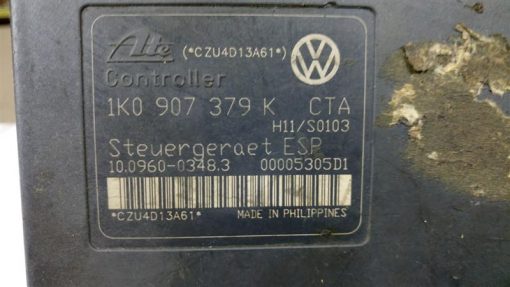 Ate (*CZU4D13A61*)
Controller
1K0 907 379 K CTA
H11/S0103
Steuergeraet ESP
10.0960-0348.3 00005305D1
*CZU4D13A61* MADE IN PHILIPPINES